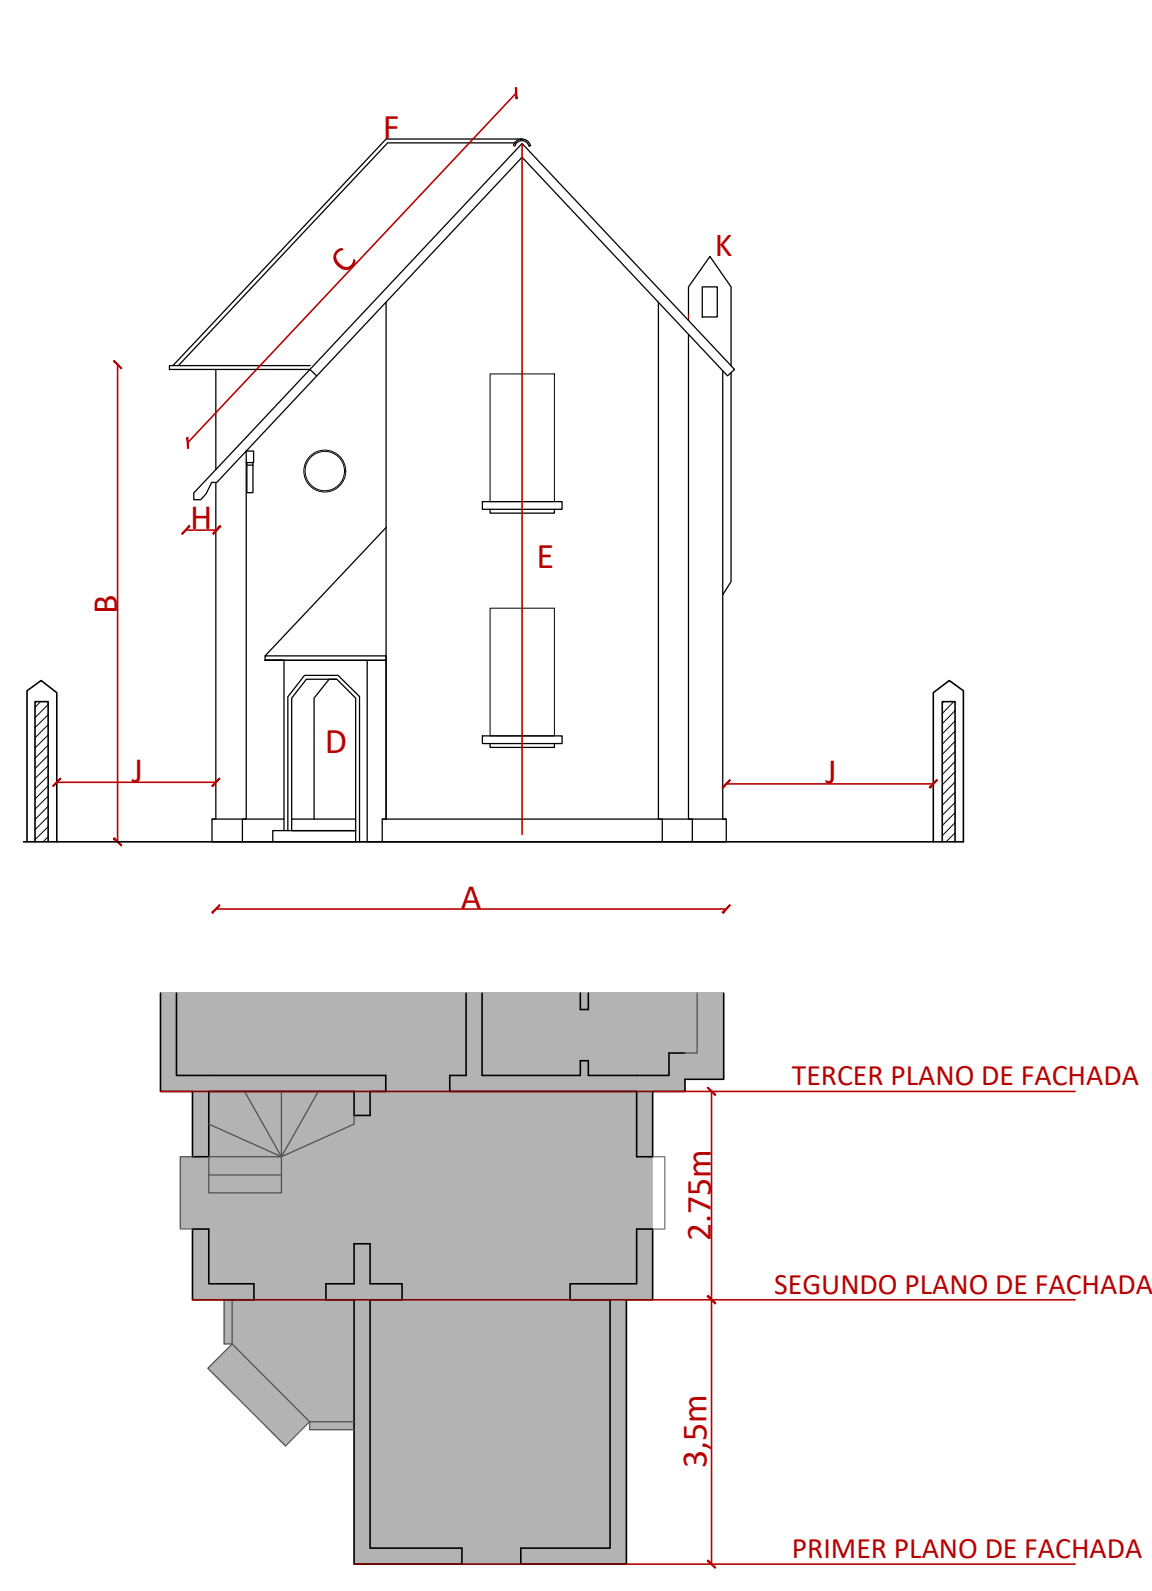 F
C
K
H
E
B
D
J
J
A
TERCER PLANO DE FACHADA
2.75m
SEGUNDO PLANO DE FACHADA
3,5m
PRIMER PLANO DE FACHADA